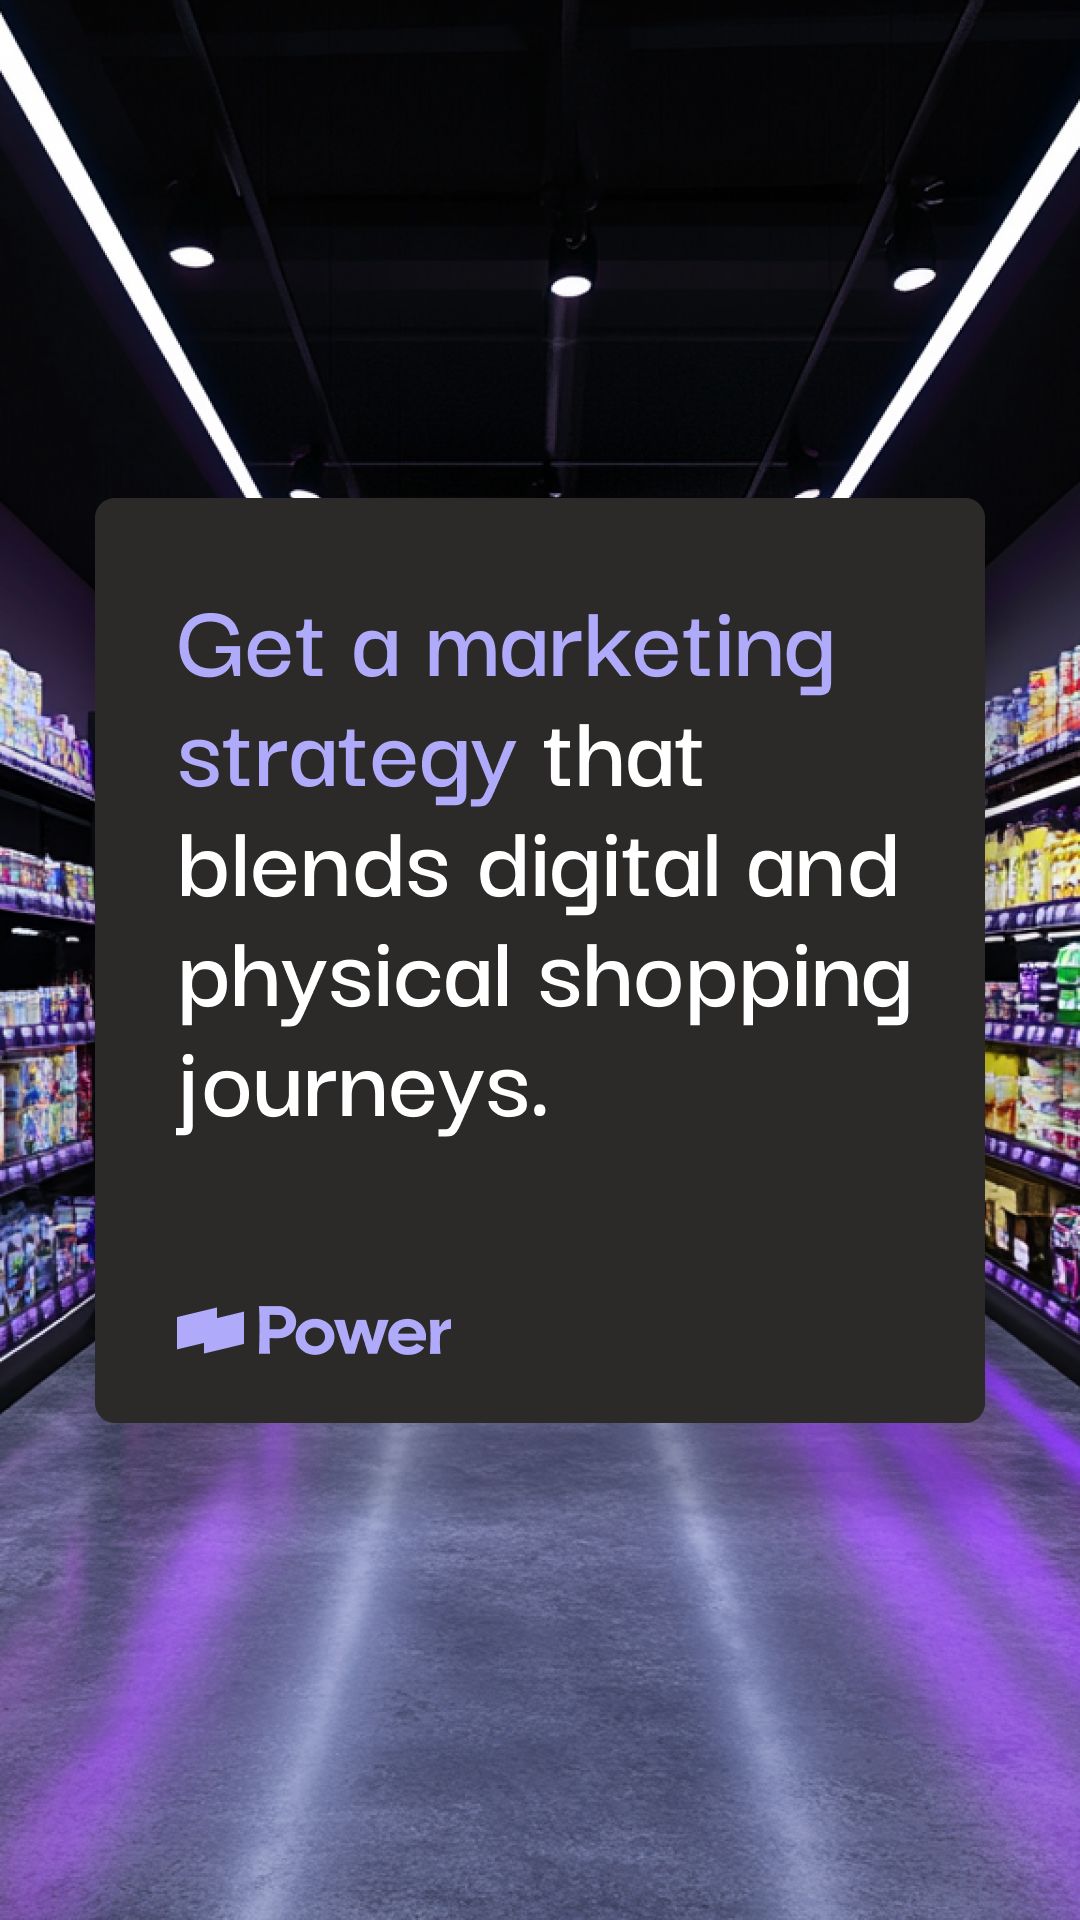 Get a marketing
strategy that
blends digital and
physical shopping
journeys.
Power